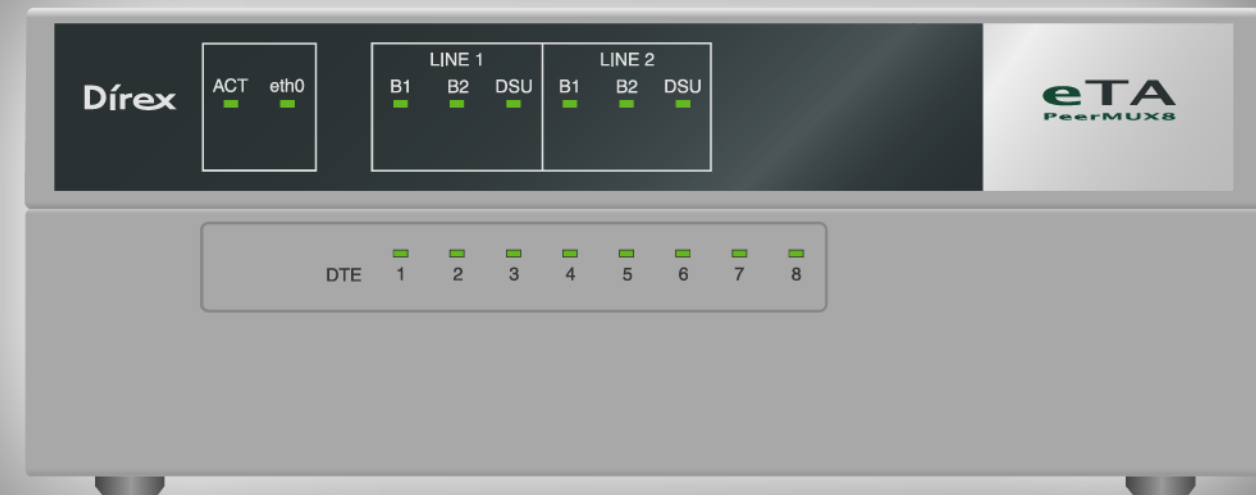 Dírex
ACT eth0
LINE 1 LINE 2
B1 B2 DSU B1 B2 DSU
eTA
PeerMUX8
DTE 1 2 3 4 5 6 7 8